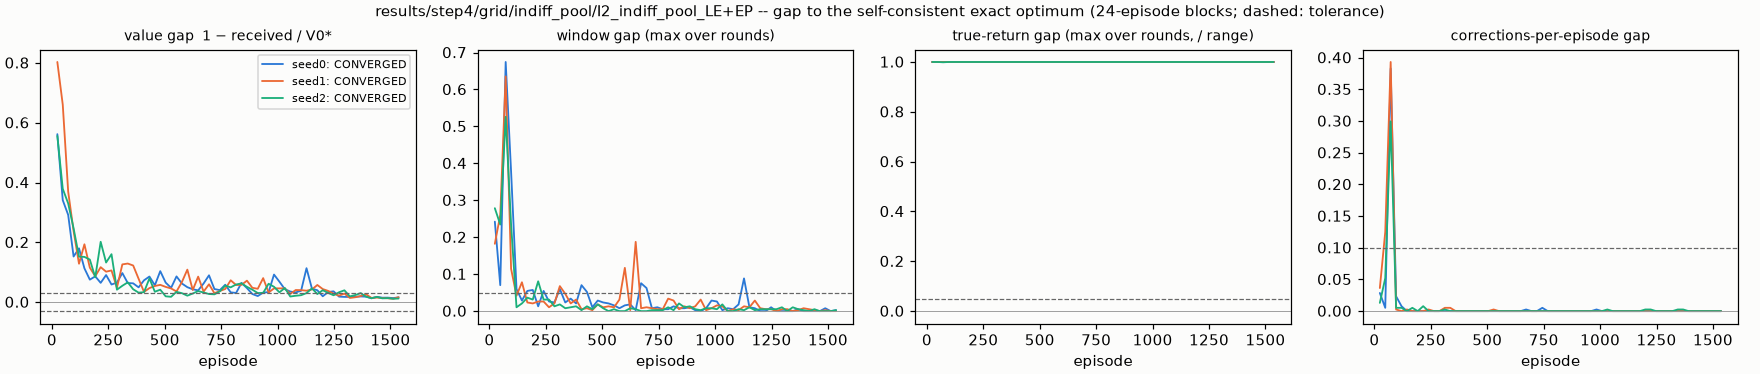 results/step4/grid/indiff_pool/I2_indiff_pool_LE+EP -- gap to the self-consistent exact optimum (24-episode blocks; dashed: tolerance)
value gap 1 − received / V0*
0.8
0.6
0.4
0.2
0.0
seed0: CONVERGED
seed1: CONVERGED
seed2: CONVERGED
0 250 500 750 1000 1250 1500
episode
window gap (max over rounds)
0.7
0.6
0.5
0.4
0.3
0.2
0.1
0.0
0 250 500 750 1000 1250 1500
episode
true-return gap (max over rounds, / range)
1.0
0.8
0.6
0.4
0.2
0.0
0 250 500 750 1000 1250 1500
episode
corrections-per-episode gap
0.40
0.35
0.30
0.25
0.20
0.15
0.10
0.05
0.00
0 250 500 750 1000 1250 1500
episode